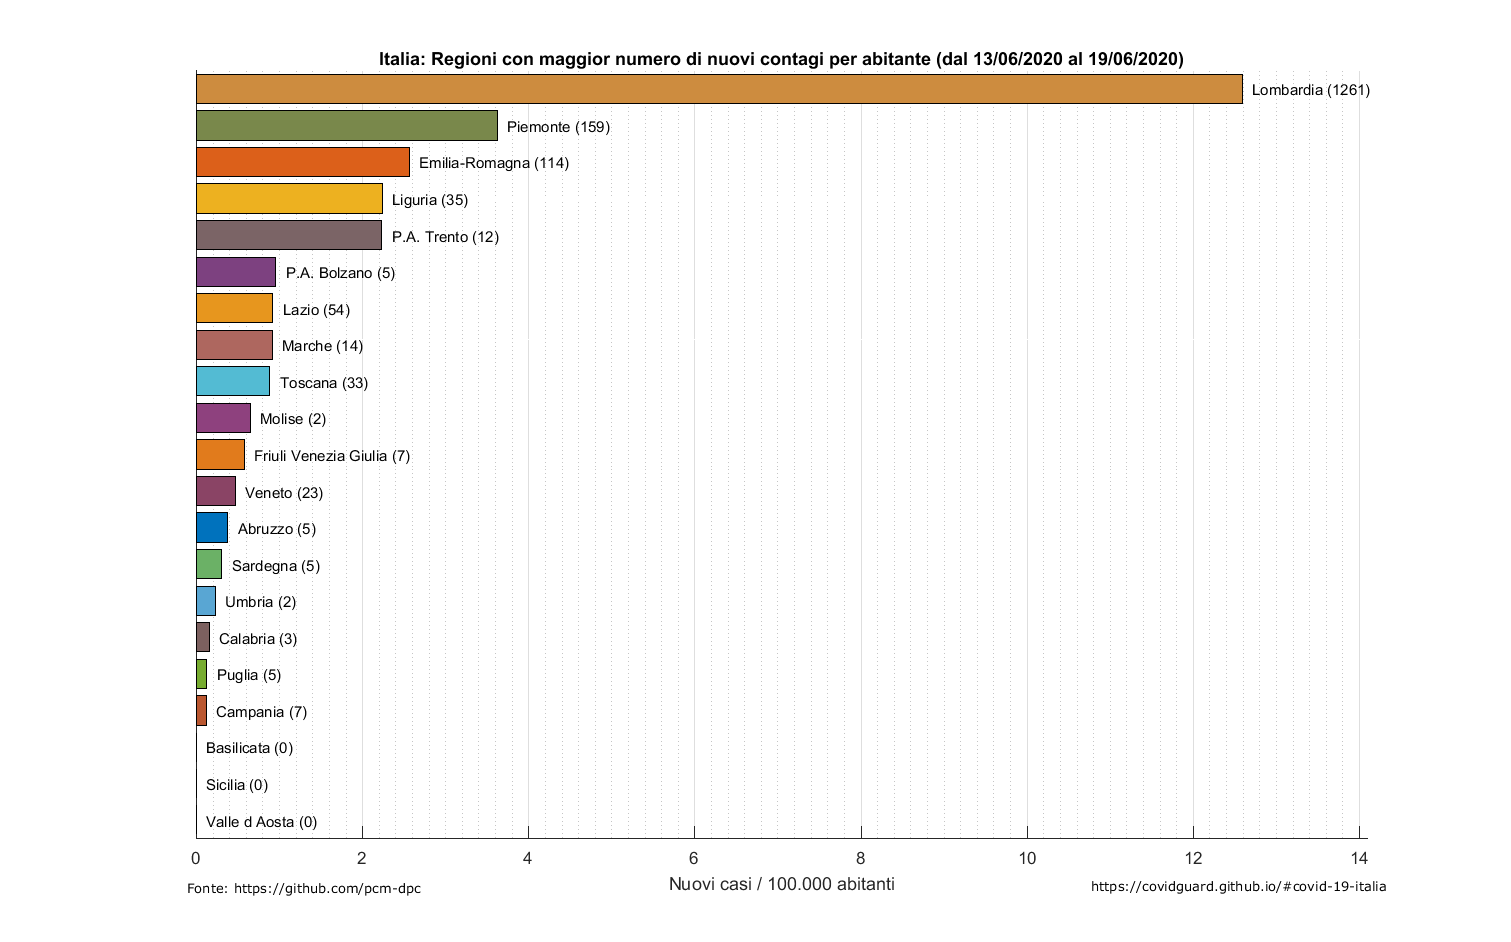 Italia: Regioni con maggior numero di nuovi contagi per abitante (dal 13/06/2020 al 19/06/2020)
Lombardia (1261)
Piemonte (159)
Emilia-Romagna (114)
Liguria (35)
P.A. Trento (12)
P.A. Bolzano (5)
Lazio (54)
Marche (14)
Toscana (33)
Molise (2)
Friuli Venezia Giulia (7)
Veneto (23)
Abruzzo (5)
Sardegna (5)
Umbria (2)
Calabria (3)
Puglia (5)
Campania (7)
Basilicata (0)
Sicilia (0)
Valle d Aosta (0)
0 2 4 6 8 10 12 14
Nuovi casi / 100.000 abitanti
Fonte: https://github.com/pcm-dpc
https://covidguard.github.io/#covid-19-italia